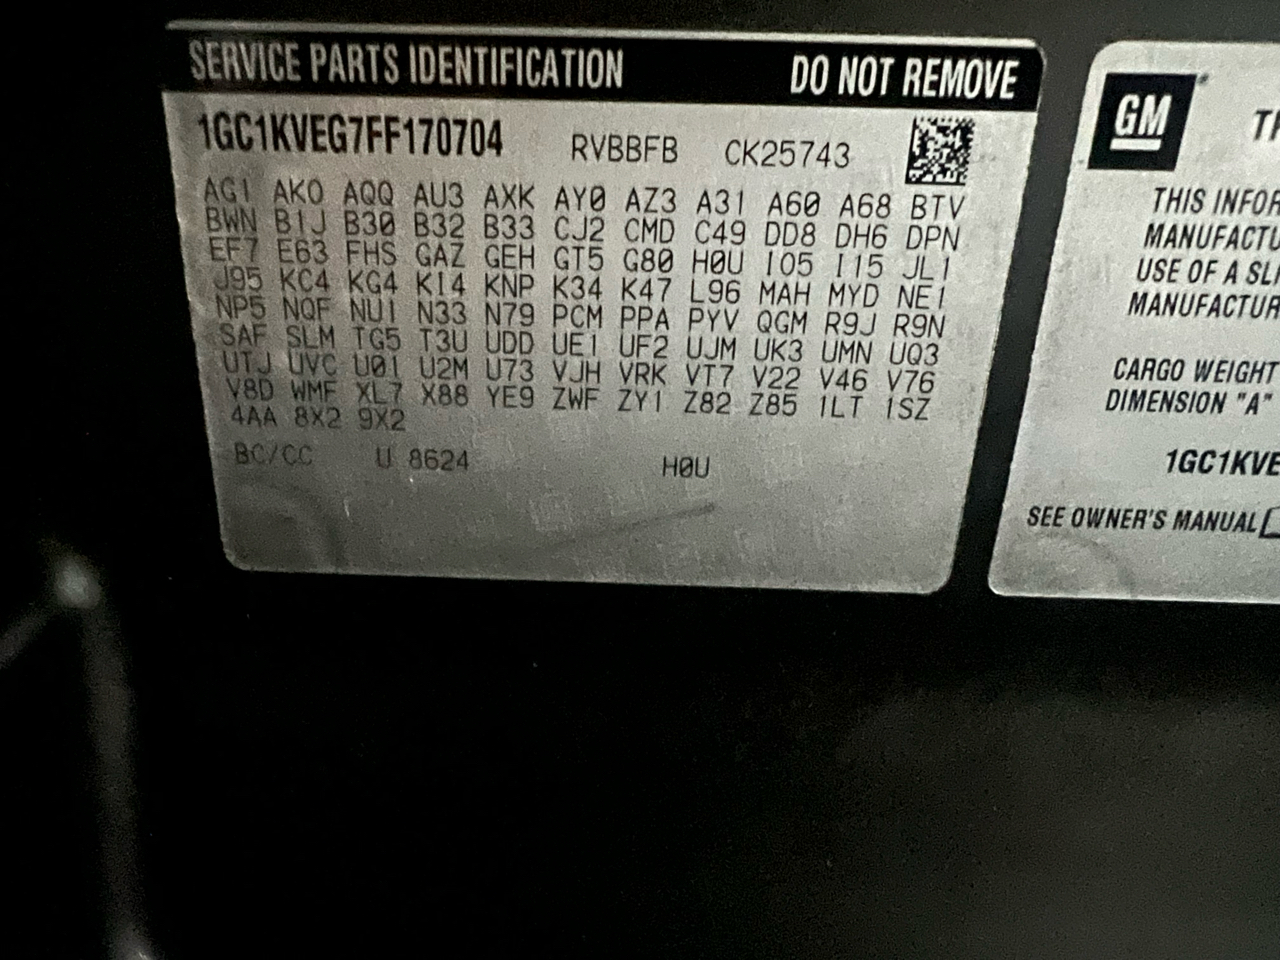 SERVICE PARTS IDENTIFICATION DO NOT REMOVE
1GC1KVEG7FF170704 RVBBFB CK25743
AG1 AKO AQQ AU3 AXK AY0 AZ3 A31 A60 A68 BTV
BWN B1J B30 B32 B33 CJ2 CMD C49 DD8 DH6 DPN
EF7 E63 FHS GAZ GEH GT5 G80 H0U IO5 I15 JL1
J95 KC4 KG4 K14 KNP K34 K47 L96 MAH MYD NE1
NP5 NQF NU1 N33 N79 PCM PPA PYV QGM R9J R9N
SAF SLM TG5 T3U UDD UE1 UF2 UJM UK3 UMN UQ3
UTJ UVC U01 U2M U73 VJH VRK VT7 V22 V46 V76
V8D WMF XL7 X88 YE9 ZWF ZY1 Z82 Z85 1LT 1SZ
4AA 8X2 9X2
BC/CC U 8624 H0U
GM
THIS INFOR
MANUFACTU
USE OF A SLI
MANUFACTUR
CARGO WEIGHT
DIMENSION "A"
1GC1KVE
SEE OWNER'S MANUAL